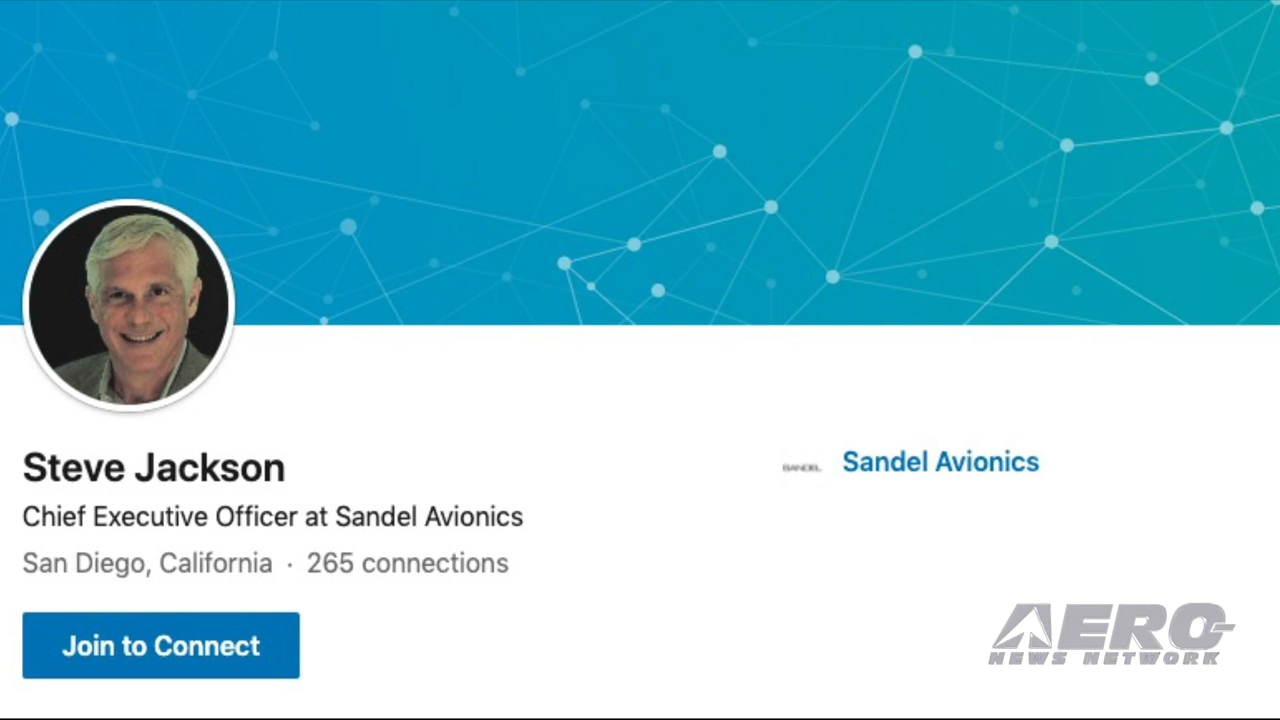 Steve Jackson
Chief Executive Officer at Sandel Avionics
San Diego, California · 265 connections
Join to Connect
SANDEL
Sandel Avionics
AERO
NEWS NETWORK